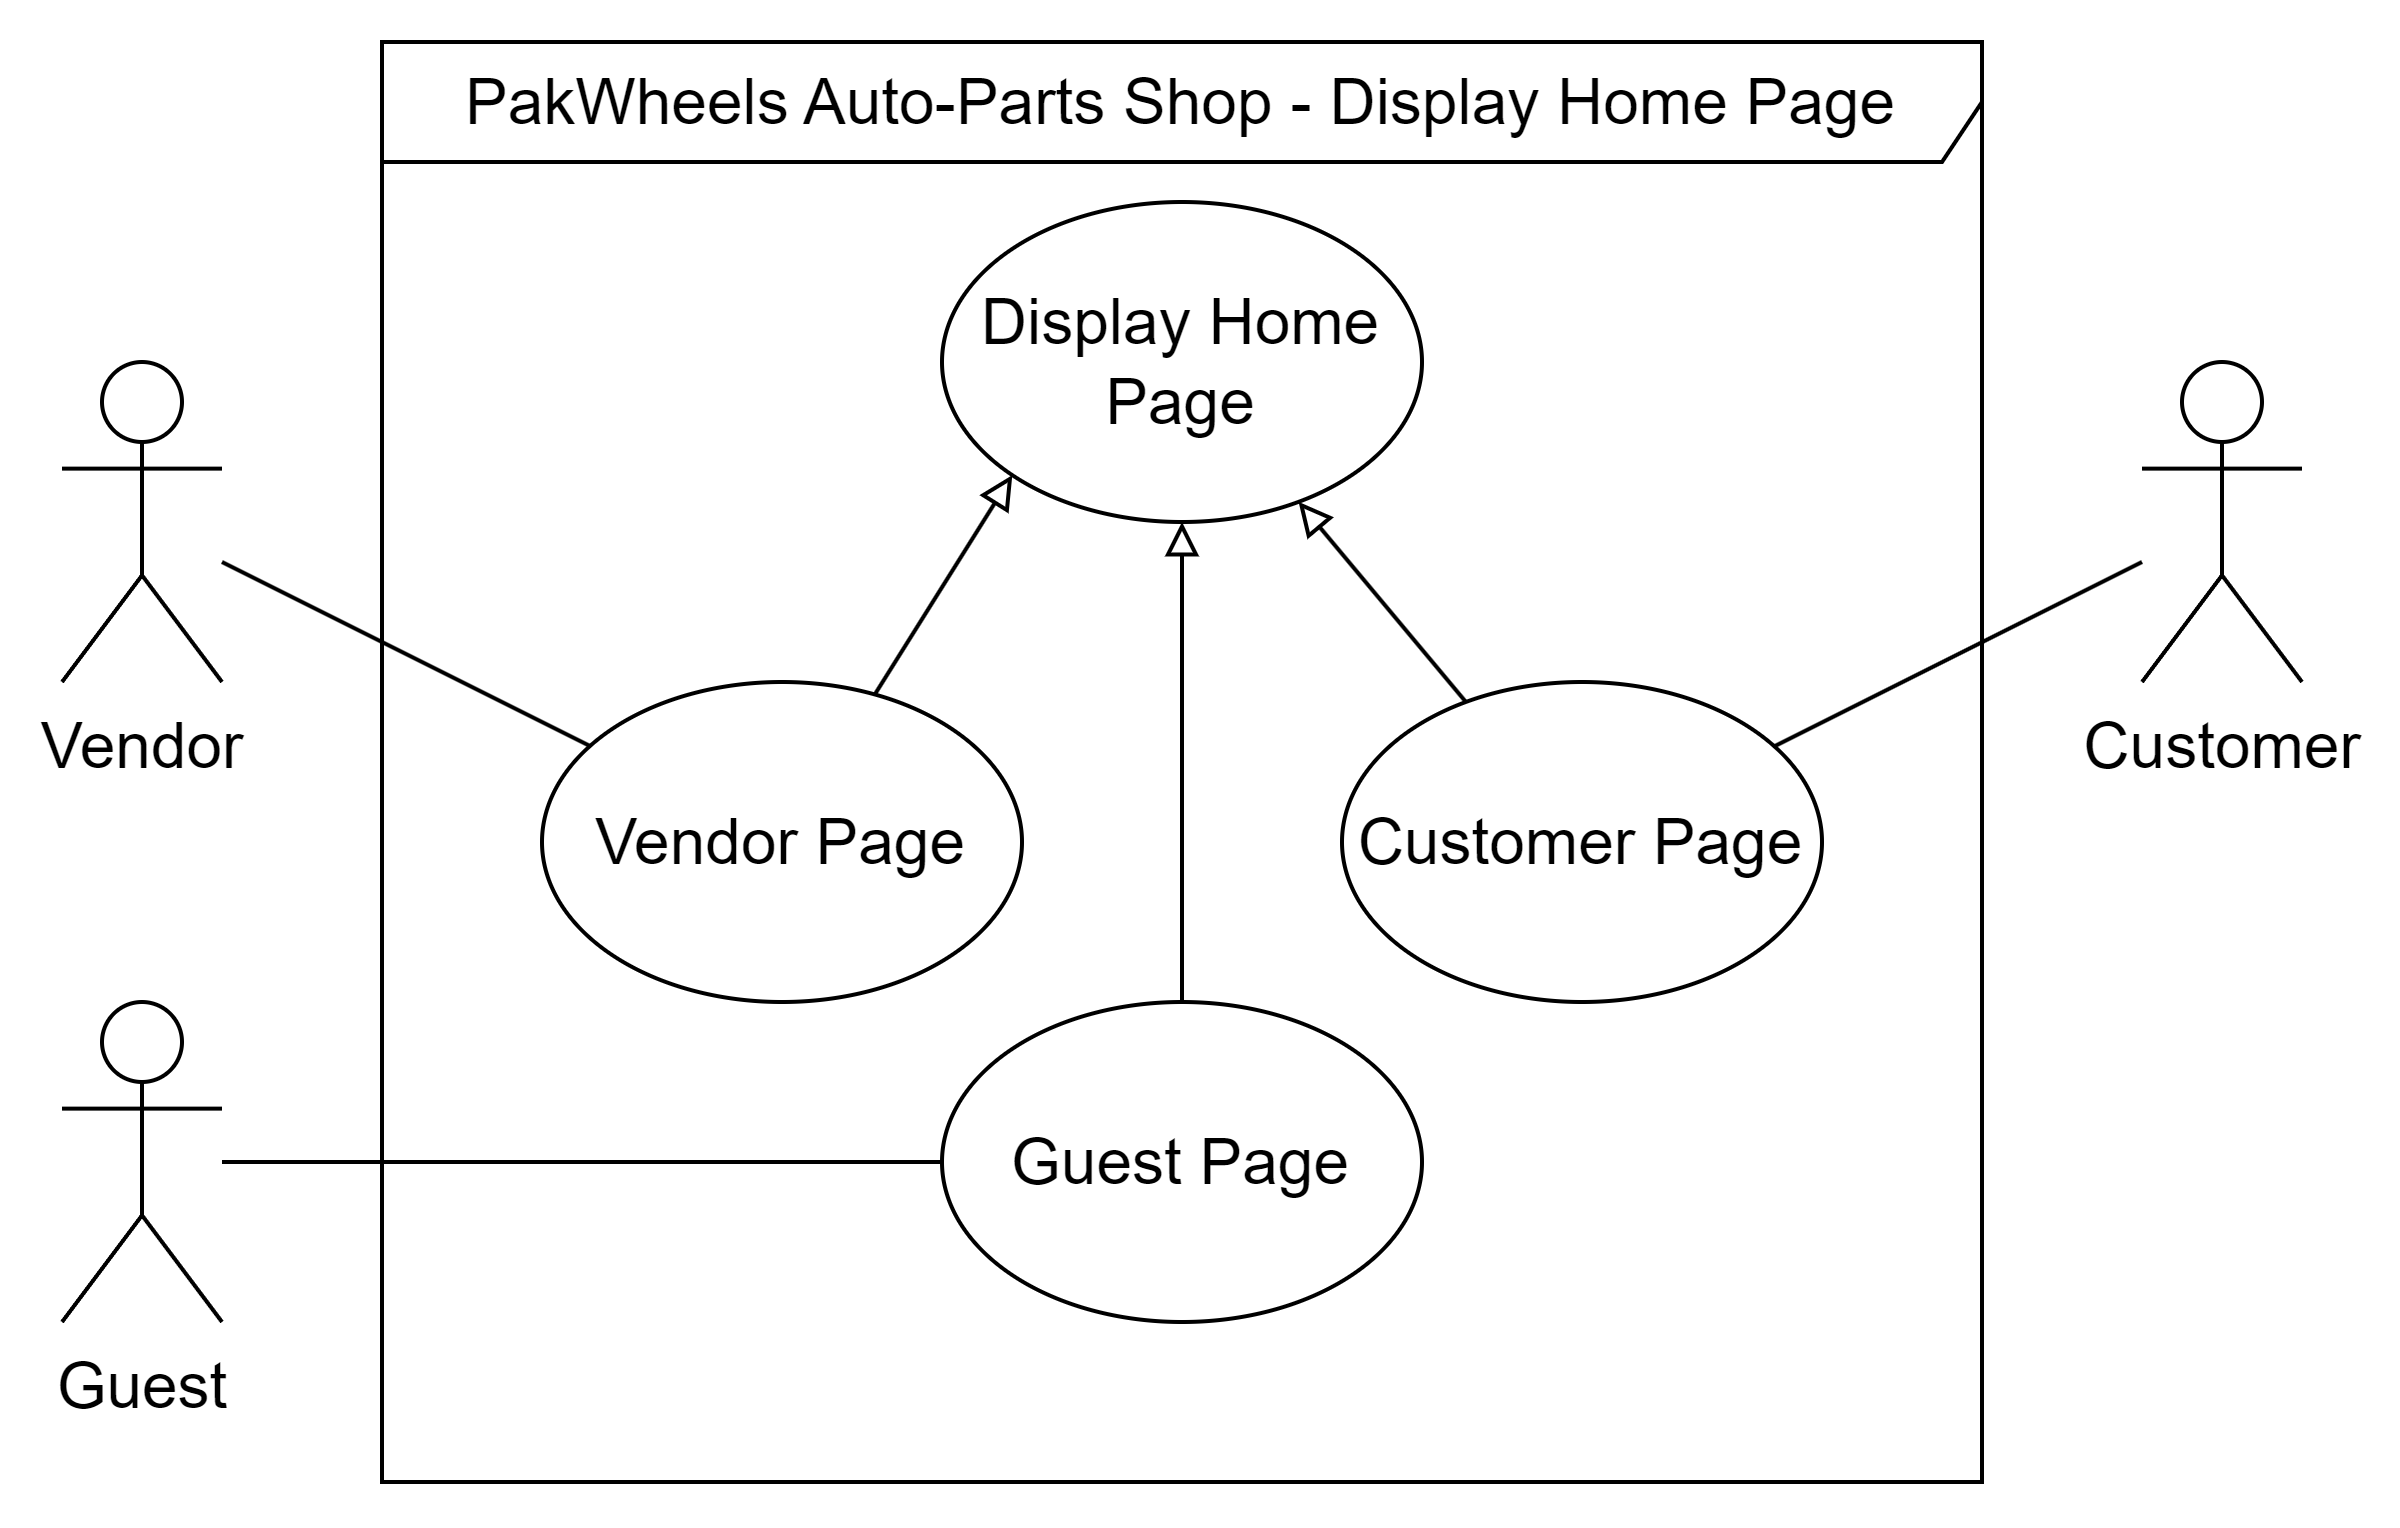 PakWheels Auto-Parts Shop - Display Home Page
Display Home
Page
Vendor
Customer
Vendor Page
Customer Page
Guest Page
Guest